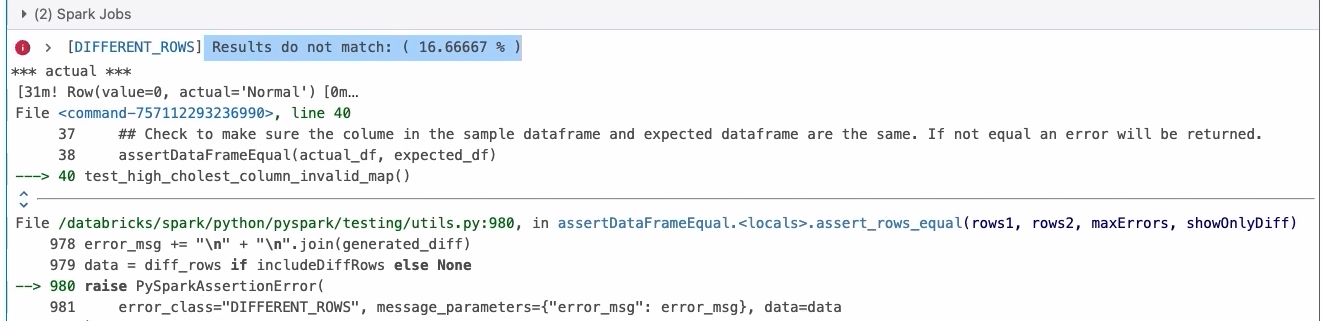 (2) Spark Jobs
[DIFFERENT_ROWS] Results do not match: ( 16.66667 % )
*** actual ***
[31m! Row(value=0, actual='Normal') [0m…
File <command-757112293236990>, line 40
37 ## Check to make sure the colume in the sample dataframe and expected dataframe are the same. If not equal an error will be returned.
38 assertDataFrameEqual(actual_df, expected_df)
---> 40 test_high_cholest_column_invalid_map()
File /databricks/spark/python/pyspark/testing/utils.py:980, in assertDataFrameEqual.<locals>.assert_rows_equal(rows1, rows2, maxErrors, showOnlyDiff)
978 error_msg += "\n" + "\n".join(generated_diff)
979 data = diff_rows if includeDiffRows else None
--> 980 raise PySparkAssertionError(
981 error_class="DIFFERENT_ROWS", message_parameters={"error_msg": error_msg}, data=data